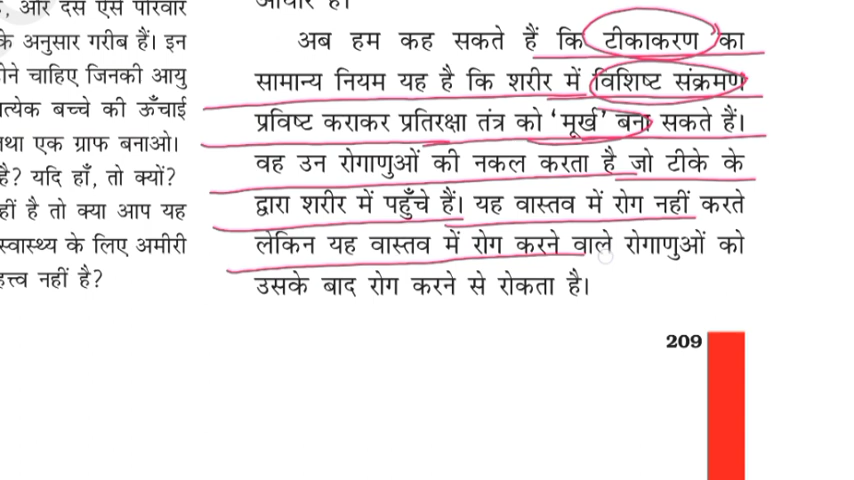 और दस ऐसे परिवार
के अनुसार गरीब हैं। इन
होने चाहिए जिनकी आयु
प्रत्येक बच्चे की ऊँचाई
तथा एक ग्राफ बनाओ।
है? यदि हाँ, तो क्यों?
नहीं है तो क्या आप यह
स्वास्थ्य के लिए अमीरी
महत्त्व नहीं है?
अब हम कह सकते हैं कि टीकाकरण का
सामान्य नियम यह है कि शरीर में विशिष्ट संक्रमण
प्रविष्ट कराकर प्रतिरक्षा तंत्र को ‘मूर्ख’ बना सकते हैं।
वह उन रोगाणुओं की नकल करता है जो टीके के
द्वारा शरीर में पहुँचे हैं। यह वास्तव में रोग नहीं करते
लेकिन यह वास्तव में रोग करने वाले रोगाणुओं को
उसके बाद रोग करने से रोकता है।
209